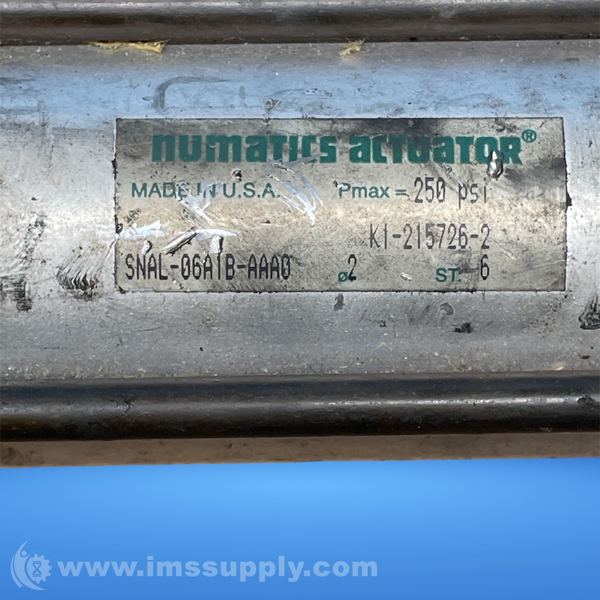 numatics actuator®
MADE IN U.S.A. Pmax = 250 psi
KI-215726-2
SNAL-06A1B-AAA0 ø2 ST. 6
www.imssupply.com